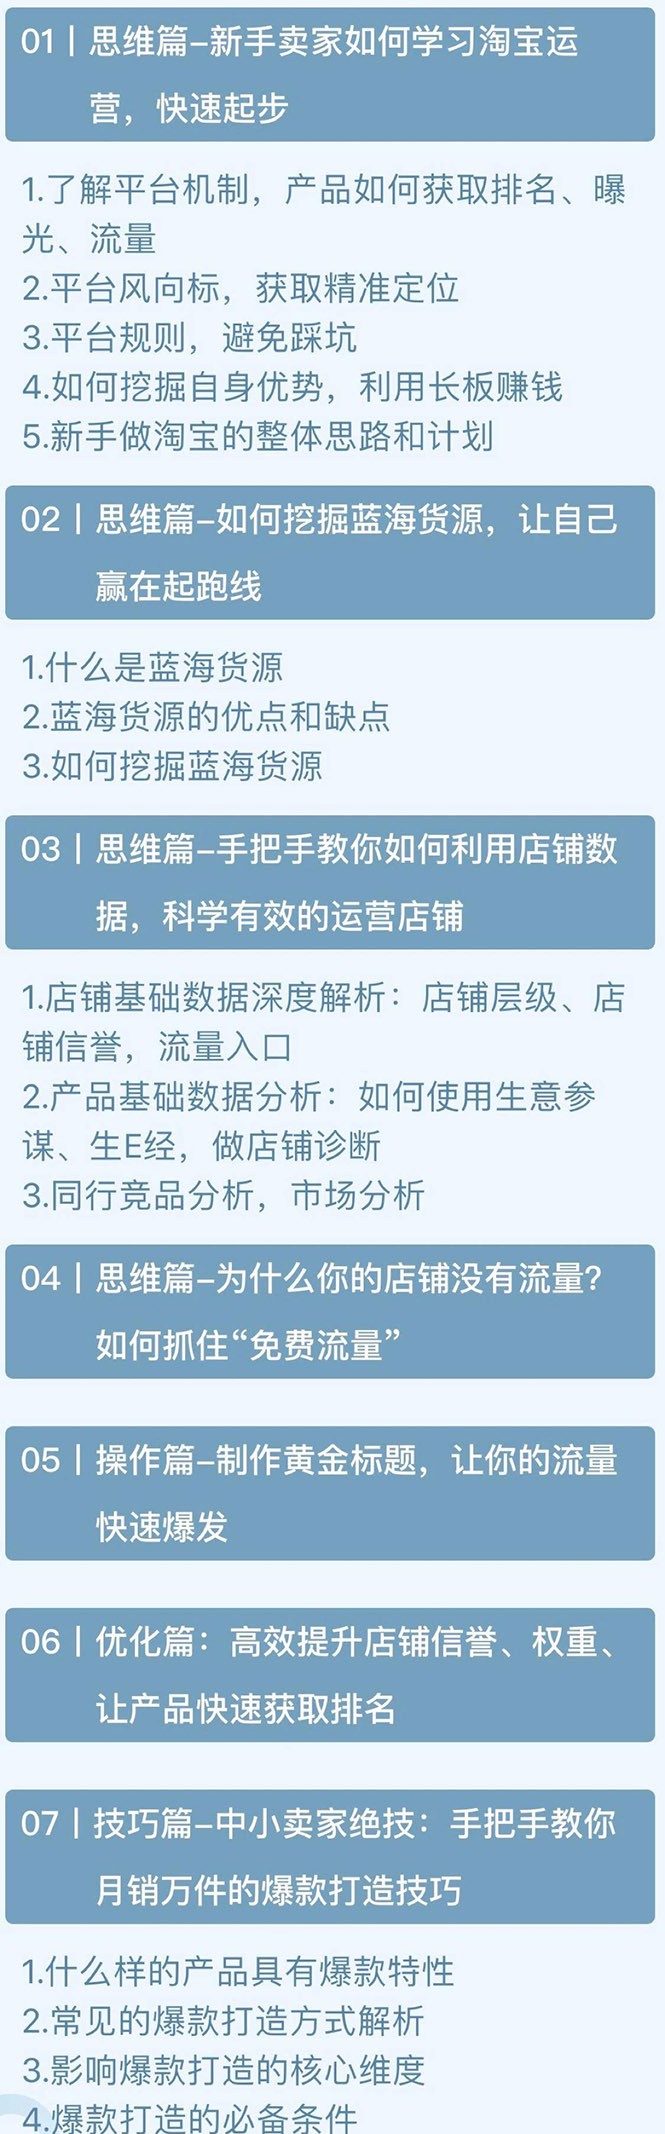 01｜思维篇–新手卖家如何学习淘宝运
营，快速起步
1.了解平台机制，产品如何获取排名、曝
光、流量
2.平台风向标，获取精准定位
3.平台规则，避免踩坑
4.如何挖掘自身优势，利用长板赚钱
5.新手做淘宝的整体思路和计划
02｜思维篇–如何挖掘蓝海货源，让自己
赢在起跑线
1.什么是蓝海货源
2.蓝海货源的优点和缺点
3.如何挖掘蓝海货源
03｜思维篇–手把手教你如何利用店铺数
据，科学有效的运营店铺
1.店铺基础数据深度解析：店铺层级、店
铺信誉，流量入口
2.产品基础数据分析：如何使用生意参
谋、生E经，做店铺诊断
3.同行竞品分析，市场分析
04｜思维篇–为什么你的店铺没有流量？
如何抓住“免费流量”
05｜操作篇–制作黄金标题，让你的流量
快速爆发
06｜优化篇：高效提升店铺信誉、权重、
让产品快速获取排名
07｜技巧篇–中小卖家绝技：手把手教你
月销万件的爆款打造技巧
1.什么样的产品具有爆款特性
2.常见的爆款打造方式解析
3.影响爆款打造的核心维度
4.爆款打造的必备条件